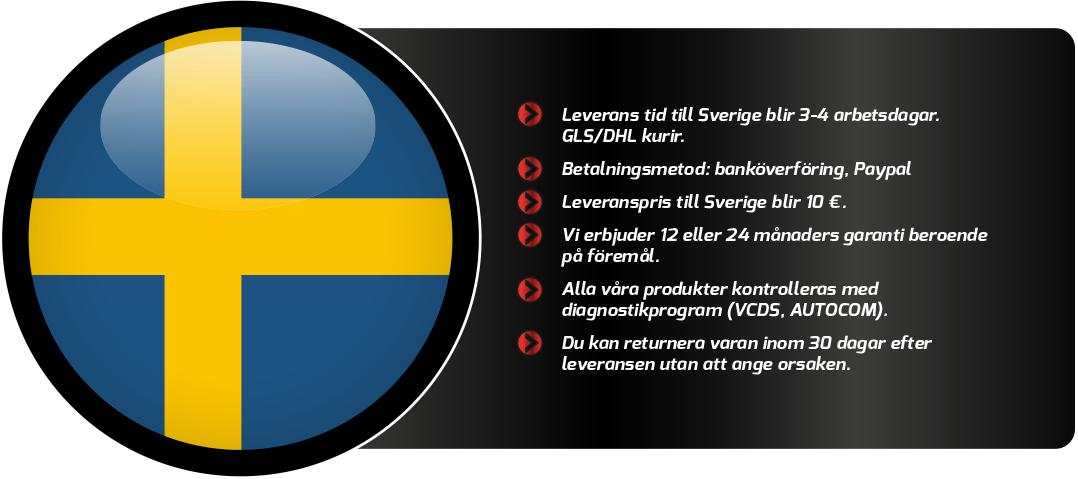 Leverans tid till Sverige blir 3-4 arbetsdagar.
GLS/DHL kurir.
Betalningsmetod: banköverföring, Paypal
Leveranspris till Sverige blir 10 €.
Vi erbjuder 12 eller 24 månaders garanti beroende
på föremål.
Alla våra produkter kontrolleras med
diagnostikprogram (VCDS, AUTOCOM).
Du kan returnera varan inom 30 dagar efter
leveransen utan att ange orsaken.